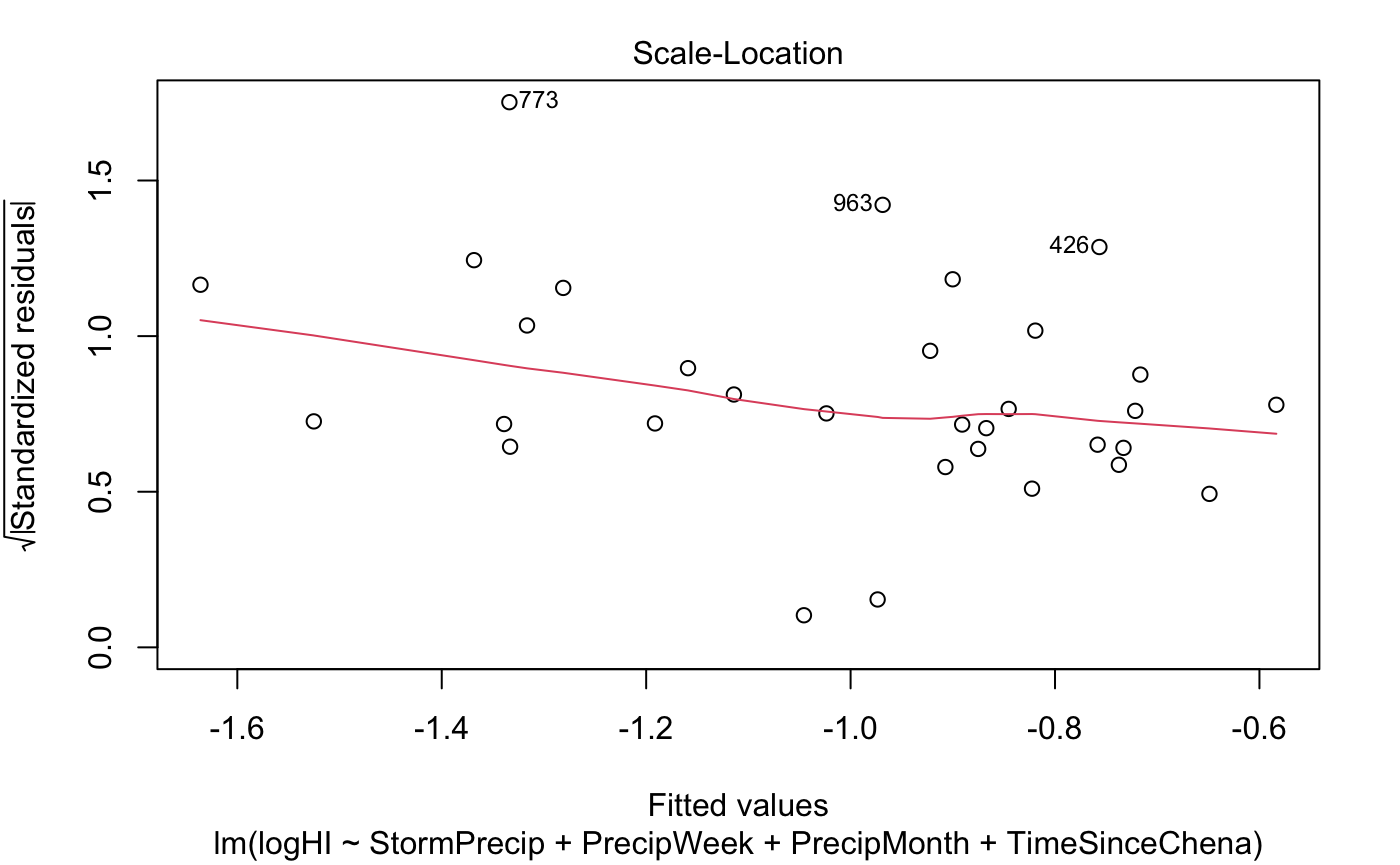 Scale-Location
773
963
426
√|Standardized residuals|
1.5
1.0
0.5
0.0
-1.6 -1.4 -1.2 -1.0 -0.8 -0.6
Fitted values
lm(logHI ~ StormPrecip + PrecipWeek + PrecipMonth + TimeSinceChena)